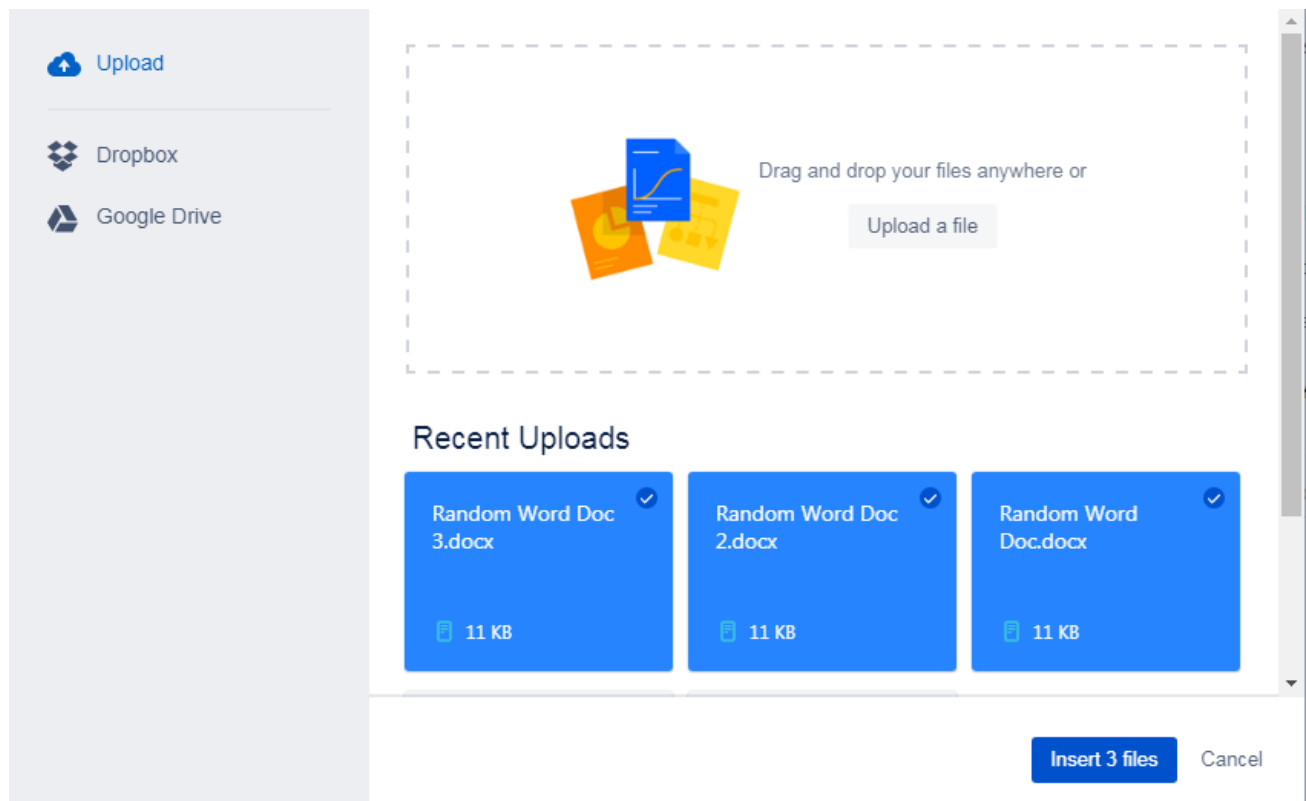 Upload
Dropbox
Google Drive
Drag and drop your files anywhere or
Upload a file
Recent Uploads
Random Word Doc
3.docx
11 KB
Random Word Doc
2.docx
11 KB
Random Word
Doc.docx
11 KB
Insert 3 files
Cancel